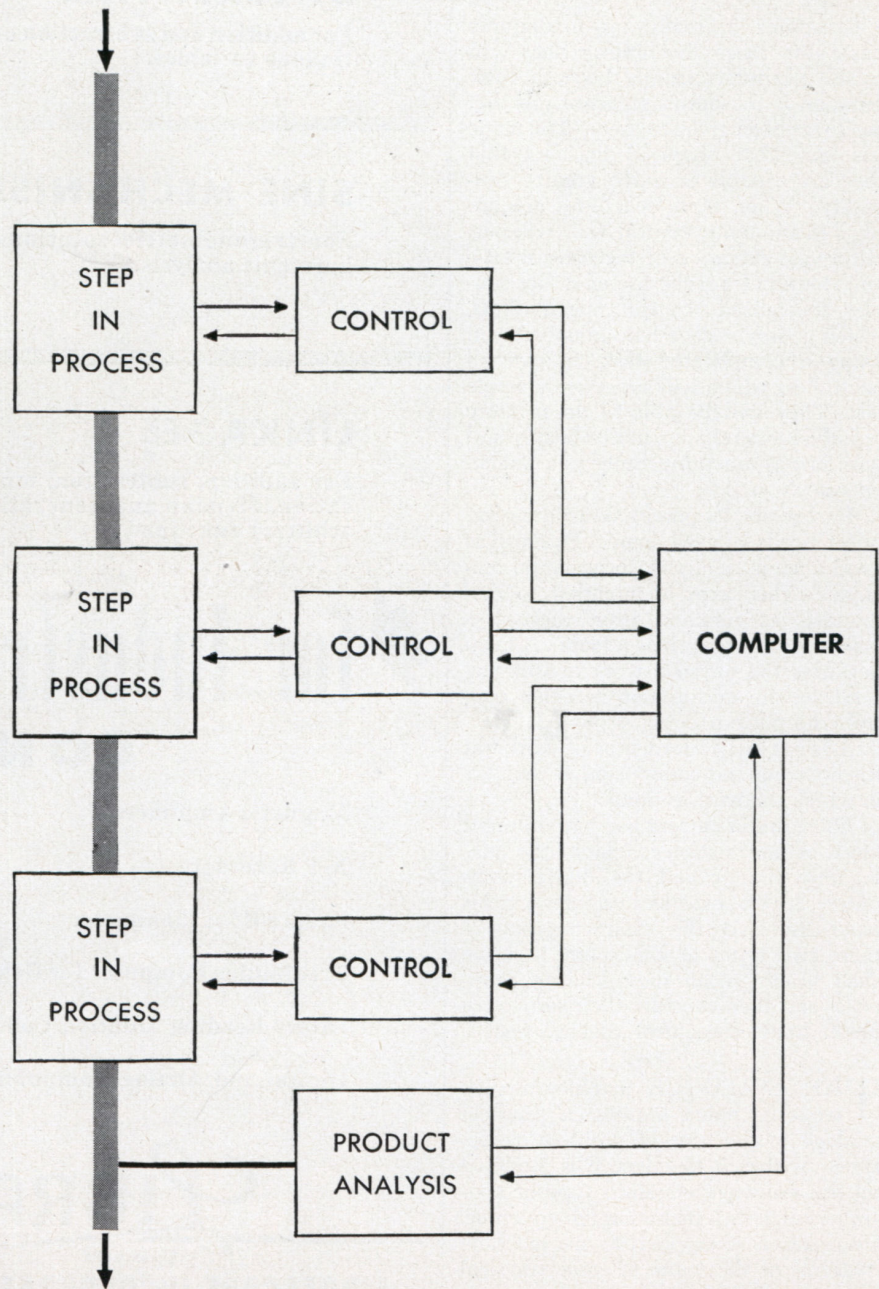 STEP
IN
PROCESS
CONTROL
STEP
IN
PROCESS
CONTROL
COMPUTER
STEP
IN
PROCESS
CONTROL
PRODUCT
ANALYSIS